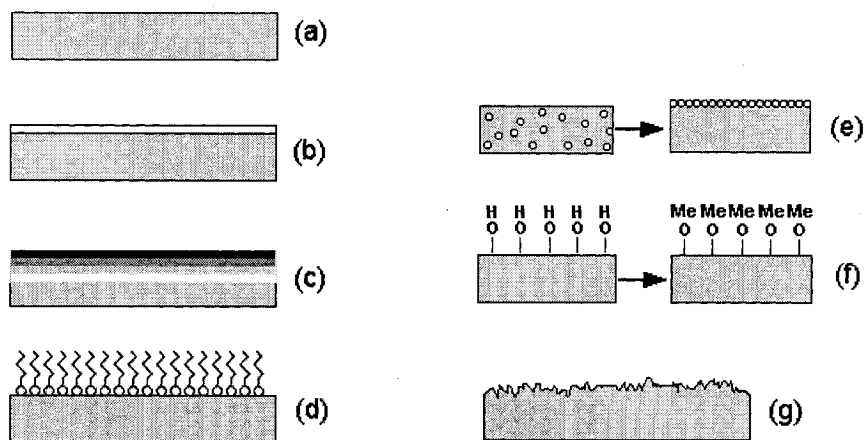 (a)
(b)
(c)
(d)
(e)
H H H H H
O O O O O
Me Me Me Me Me
O O O O O
(f)
(g)